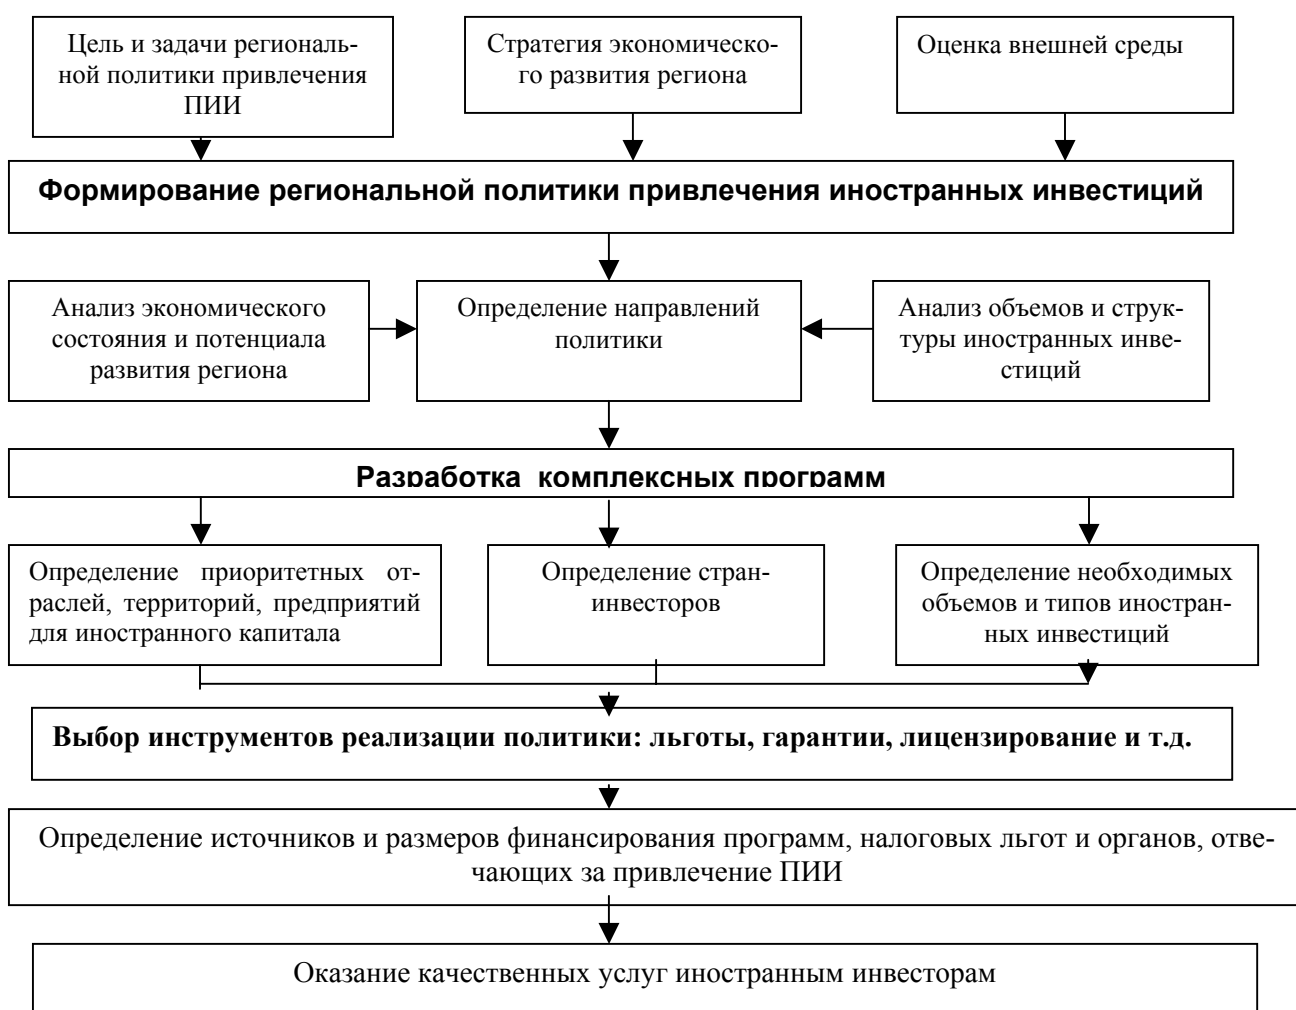 Цель и задачи региональ-
ной политики привлечения
ПИИ
Стратегия экономическо-
го развития региона
Оценка внешней среды
Формирование региональной политики привлечения иностранных инвестиций
Анализ экономического
состояния и потенциала
развития региона
Определение направлений
политики
Анализ объемов и струк-
туры иностранных инве-
стиций
Разработка комплексных программ
Определение приоритетных от-
раслей, территорий, предприятий
для иностранного капитала
Определение стран-
инвесторов
Определение необходимых
объемов и типов иностран-
ных инвестиций
Выбор инструментов реализации политики: льготы, гарантии, лицензирование и т.д.
Определение источников и размеров финансирования программ, налоговых льгот и органов, отве-
чающих за привлечение ПИИ
Оказание качественных услуг иностранным инвесторам